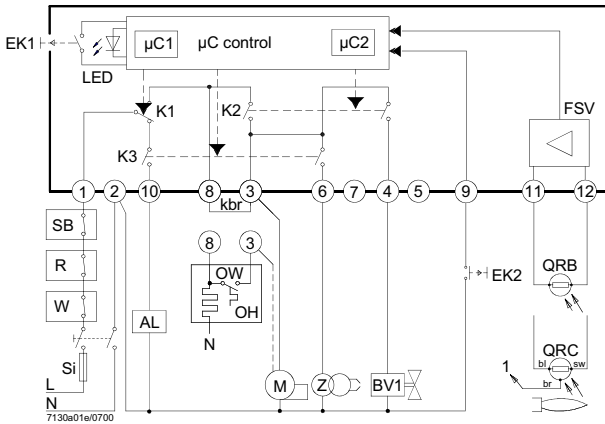 EK1
LED
µC1
µC control
µC2
K1
K2
FSV
K3
1
2
10
8
3
6
7
4
5
9
11
12
kbr
SB
8
3
EK2
QRB
R
OW
OH
W
AL
N
QRC
bl
sw
1
br
Si
L
M
Z
BV1
N
7130a01e/0700